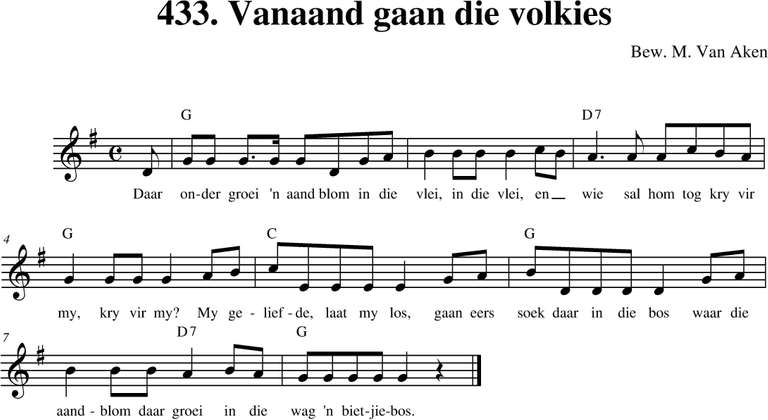 433. Vanaand gaan die volkies
Bew. M. Van Aken
G D7
Daar on-der groei 'n aand blom in die vlei, in die vlei, en wie sal hom tog kry vir
4 G C G
my, kry vir my? My ge - lief - de, laat my los, gaan eers soek daar in die bos waar die
7 D7 G
aand - blom daar groei in die wag 'n biet-jie-bos.